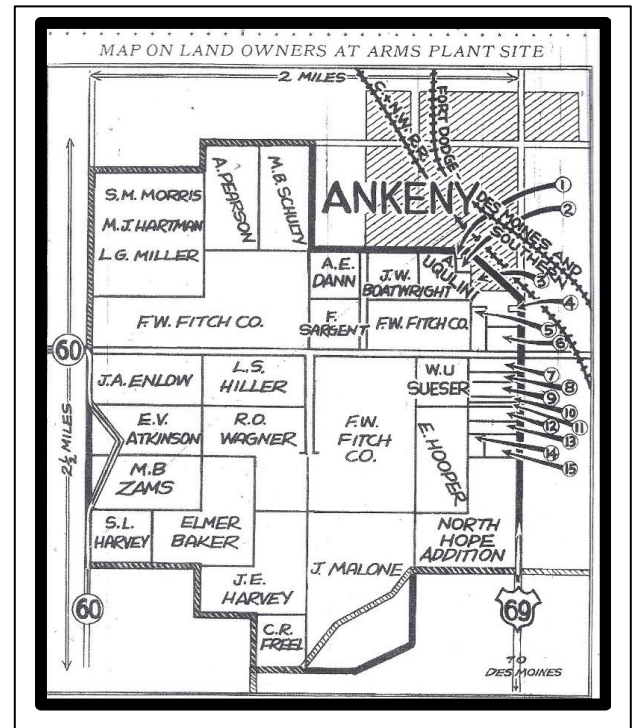 MAP ON LAND OWNERS AT ARMS PLANT SITE
2 MILES
C. & N.W. R.R.
FORT DODGE
DES MOINES AND
SOUTHERN
ANKENY
S.M. MORRIS
M.J. HARTMAN
L.G. MILLER
A. PEARSON
M.B. SCHULTY
1
2
3
4
5
6
A.E.
DANN
J.W.
BOATWRIGHT
A.
UQULINI
F.W. FITCH CO.
F.
SARGENT
F.W. FITCH CO.
60
2½ MILES
J.A. ENLOW
L.S.
HILLER
W.U
SUESER
7
8
9
10
11
12
13
14
15
E.V.
ATKINSON
R.O.
WAGNER
F.W.
FITCH
CO.
E. HOOPER
M.B
ZAMS
S.L.
HARVEY
ELMER
BAKER
NORTH
HOPE
ADDITION
J. MALONE
J.E.
HARVEY
60
C.R.
FREEL
69
TO
DES MOINES